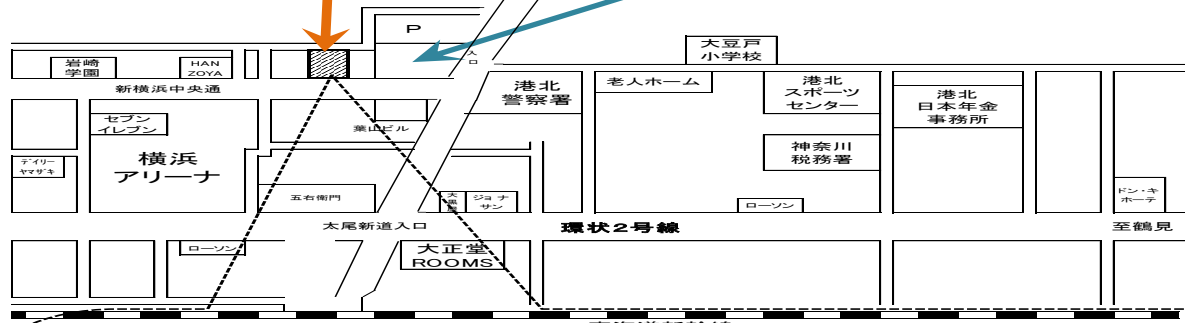 P
入
口
大豆戸
小学校
岩崎
学園
HAN
ZOYA
新横浜中央通
港北
警察署
老人ホーム
港北
スポーツ
センター
港北
日本年金
事務所
セブン
イレブン
葉山ビル
横浜
アリーナ
デイリー
ヤマザキ
神奈川
税務署
五右衛門
ジョナ
サン
ローソン
ドン・キ
ホーテ
太尾新道入口
環状2号線
至鶴見
ローソン
大正堂
ROOMS